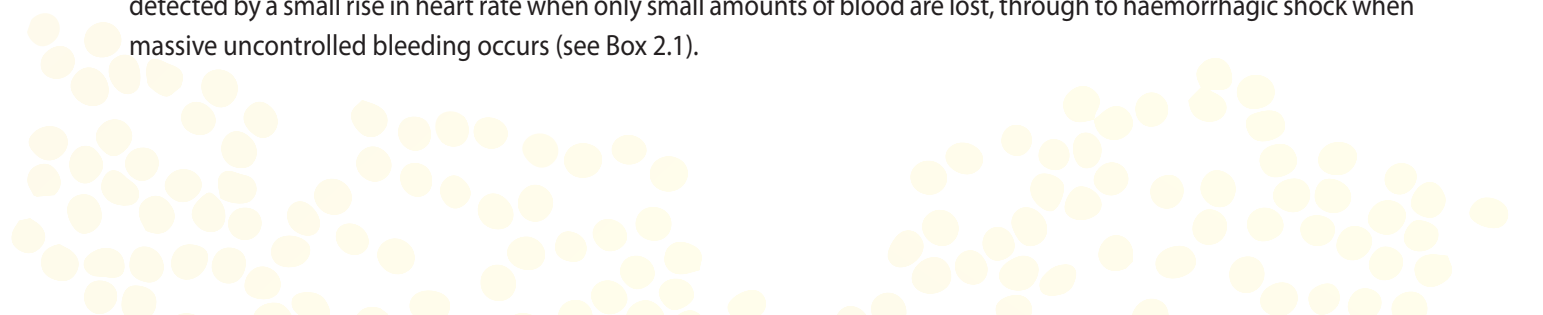 detected by a small rise in heart rate when only small amounts of blood are lost, through to haemorrhagic shock when
massive uncontrolled bleeding occurs (see Box 2.1).